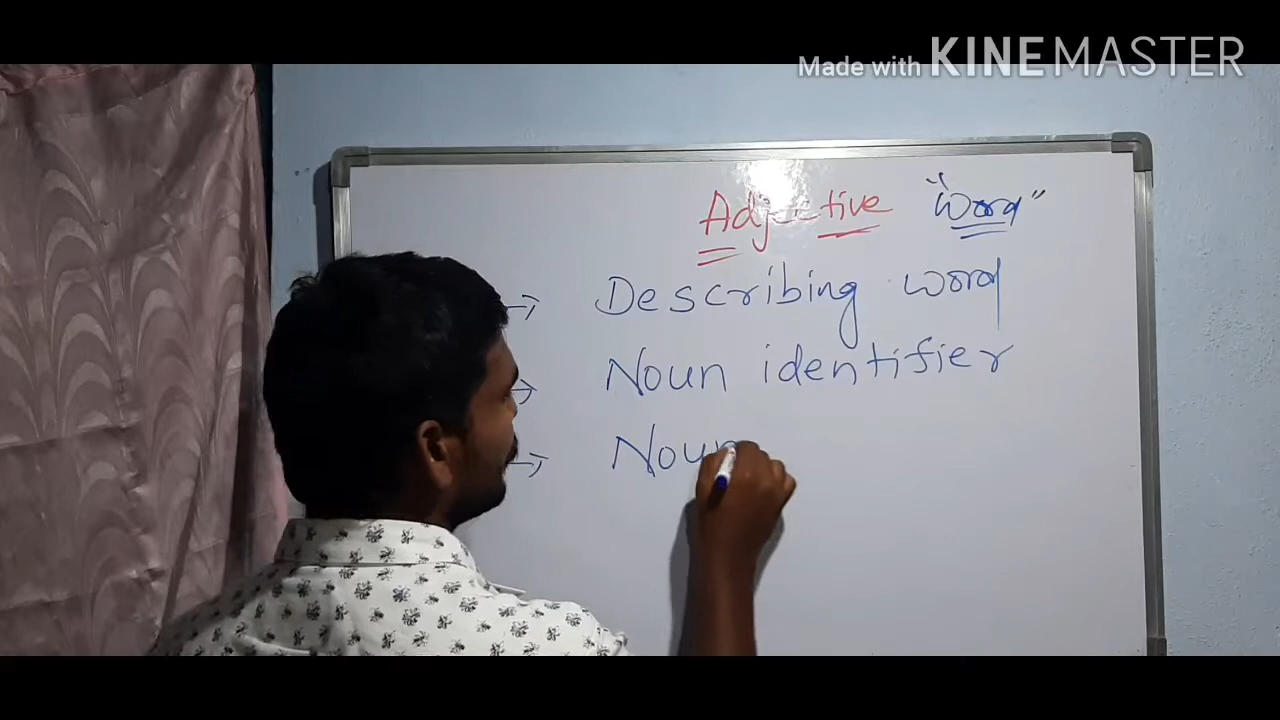 Made with KINEMASTER
Adjective "Word"
→ Describing word
→ Noun identifier
→ Noun